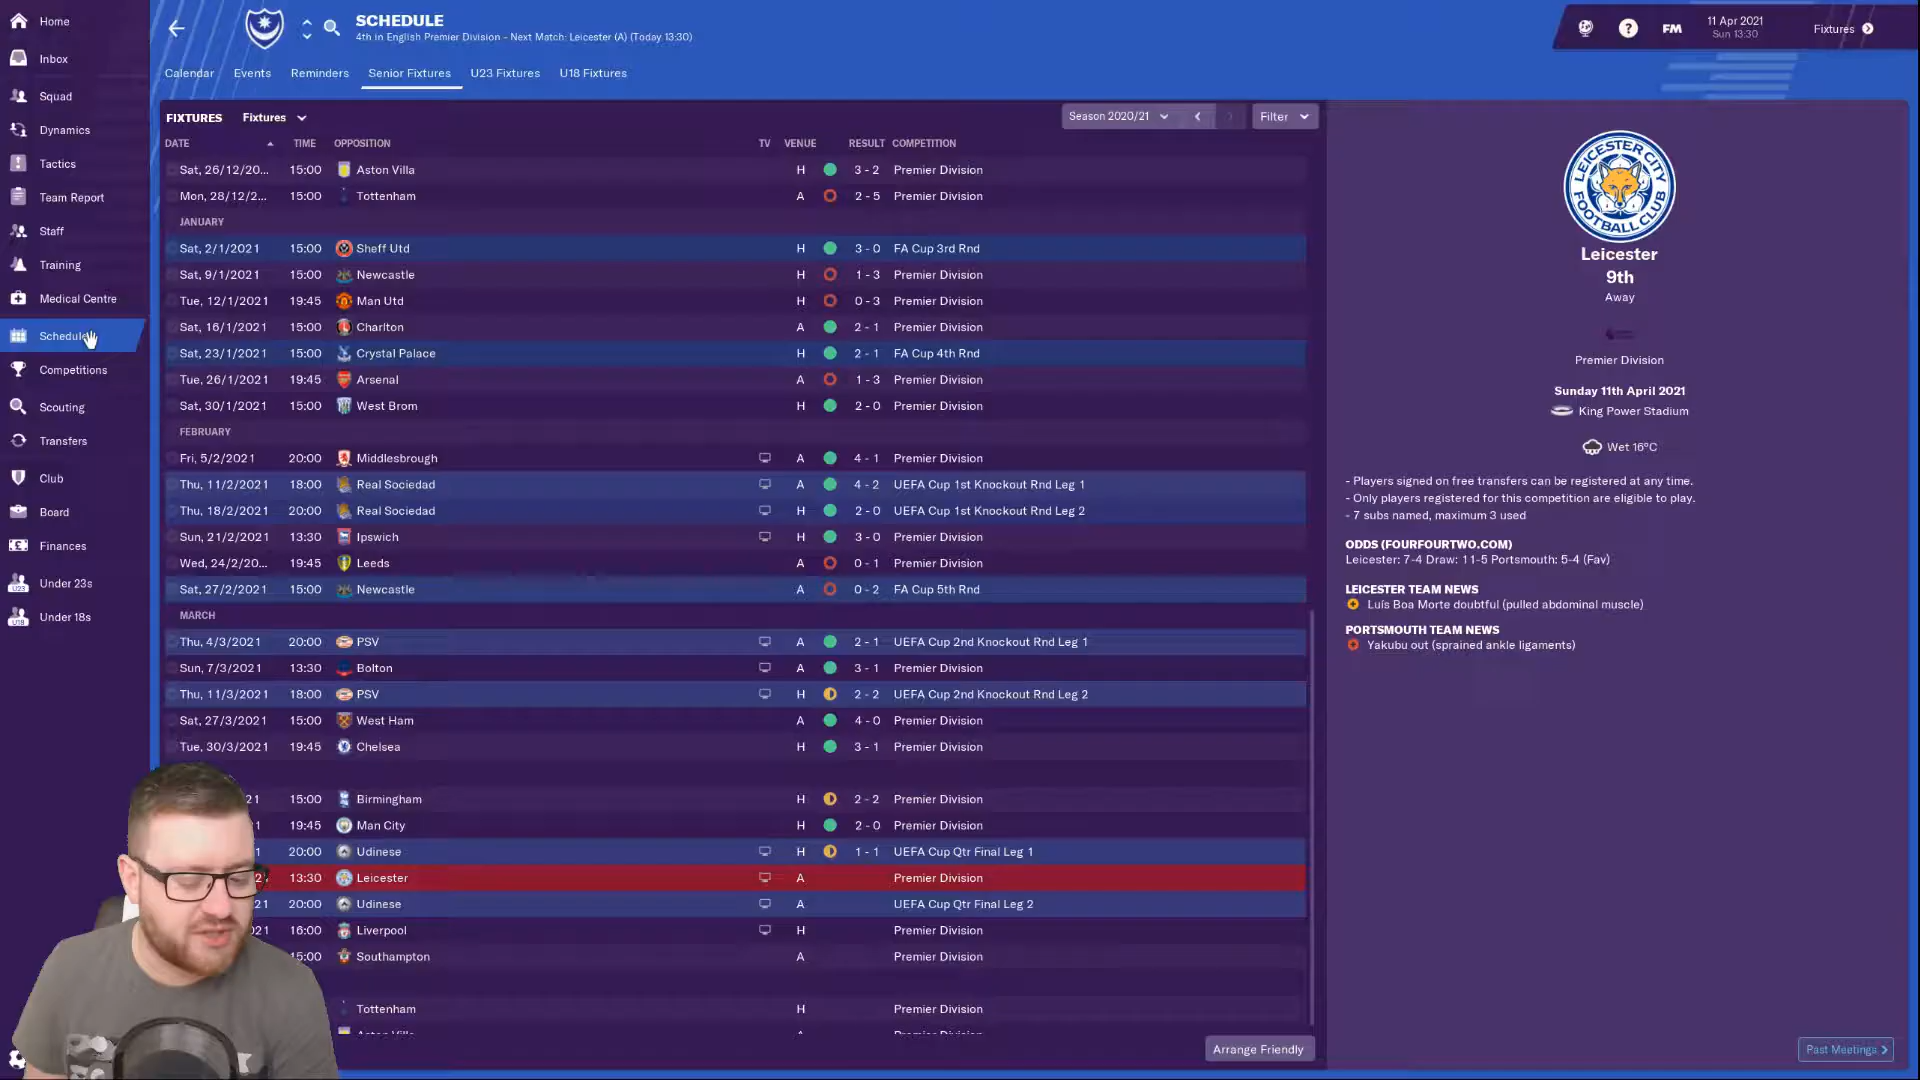 Home
Inbox
Squad
Dynamics
Tactics
Team Report
Staff
Training
Medical Centre
Schedule
Competitions
Scouting
Transfers
Club
Board
Finances
Under 23s
Under 18s
SCHEDULE
4th in English Premier Division - Next Match: Leicester (A) (Today 13:30)
FM
11 Apr 2021
Sun 13:30
Fixtures
Calendar Events Reminders Senior Fixtures U23 Fixtures U18 Fixtures
FIXTURES Fixtures Season 2020/21 Filter
DATE TIME OPPOSITION TV VENUE RESULT COMPETITION
Sat, 26/12/20... 15:00 Aston Villa H 3 - 2 Premier Division
Mon, 28/12/2... 15:00 Tottenham A 2 - 5 Premier Division
JANUARY
Sat, 2/1/2021 15:00 Sheff Utd H 3 - 0 FA Cup 3rd Rnd
Sat, 9/1/2021 15:00 Newcastle H 1 - 3 Premier Division
Tue, 12/1/2021 19:45 Man Utd H 0 - 3 Premier Division
Sat, 16/1/2021 15:00 Charlton A 2 - 1 Premier Division
Sat, 23/1/2021 15:00 Crystal Palace H 2 - 1 FA Cup 4th Rnd
Tue, 26/1/2021 19:45 Arsenal A 1 - 3 Premier Division
Sat, 30/1/2021 15:00 West Brom H 2 - 0 Premier Division
FEBRUARY
Fri, 5/2/2021 20:00 Middlesbrough A 4 - 1 Premier Division
Thu, 11/2/2021 18:00 Real Sociedad A 4 - 2 UEFA Cup 1st Knockout Rnd Leg 1
Thu, 18/2/2021 20:00 Real Sociedad H 2 - 0 UEFA Cup 1st Knockout Rnd Leg 2
Sun, 21/2/2021 13:30 Ipswich H 3 - 0 Premier Division
Wed, 24/2/20... 19:45 Leeds A 0 - 1 Premier Division
Sat, 27/2/2021 15:00 Newcastle A 0 - 2 FA Cup 5th Rnd
MARCH
Thu, 4/3/2021 20:00 PSV A 2 - 1 UEFA Cup 2nd Knockout Rnd Leg 1
Sun, 7/3/2021 13:30 Bolton A 3 - 1 Premier Division
Thu, 11/3/2021 18:00 PSV H 2 - 2 UEFA Cup 2nd Knockout Rnd Leg 2
Sat, 27/3/2021 15:00 West Ham A 4 - 0 Premier Division
Tue, 30/3/2021 19:45 Chelsea H 3 - 1 Premier Division
21 15:00 Birmingham H 2 - 2 Premier Division
1 19:45 Man City H 2 - 0 Premier Division
1 20:00 Udinese H 1 - 1 UEFA Cup Qtr Final Leg 1
13:30 Leicester A Premier Division
21 20:00 Udinese A UEFA Cup Qtr Final Leg 2
021 16:00 Liverpool H Premier Division
15:00 Southampton A Premier Division
Tottenham H Premier Division
Arrange Friendly
LEICESTER CITY FOOTBALL CLUB
Leicester
9th
Away
Premier Division
Sunday 11th April 2021
King Power Stadium
Wet 16°C
- Players signed on free transfers can be registered at any time.
- Only players registered for this competition are eligible to play.
- 7 subs named, maximum 3 used
ODDS (FOURFOURTWO.COM)
Leicester: 7-4 Draw: 11-5 Portsmouth: 5-4 (Fav)
LEICESTER TEAM NEWS
Luís Boa Morte doubtful (pulled abdominal muscle)
PORTSMOUTH TEAM NEWS
Yakubu out (sprained ankle ligaments)
Past Meetings